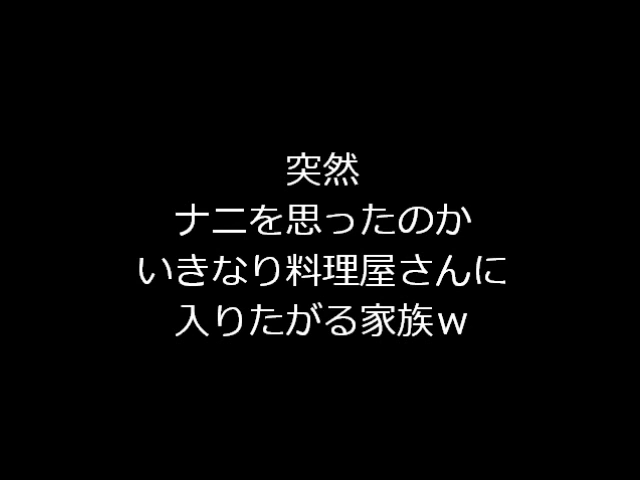 突然
ナニを思ったのか
いきなり料理屋さんに
入りたがる家族ｗ